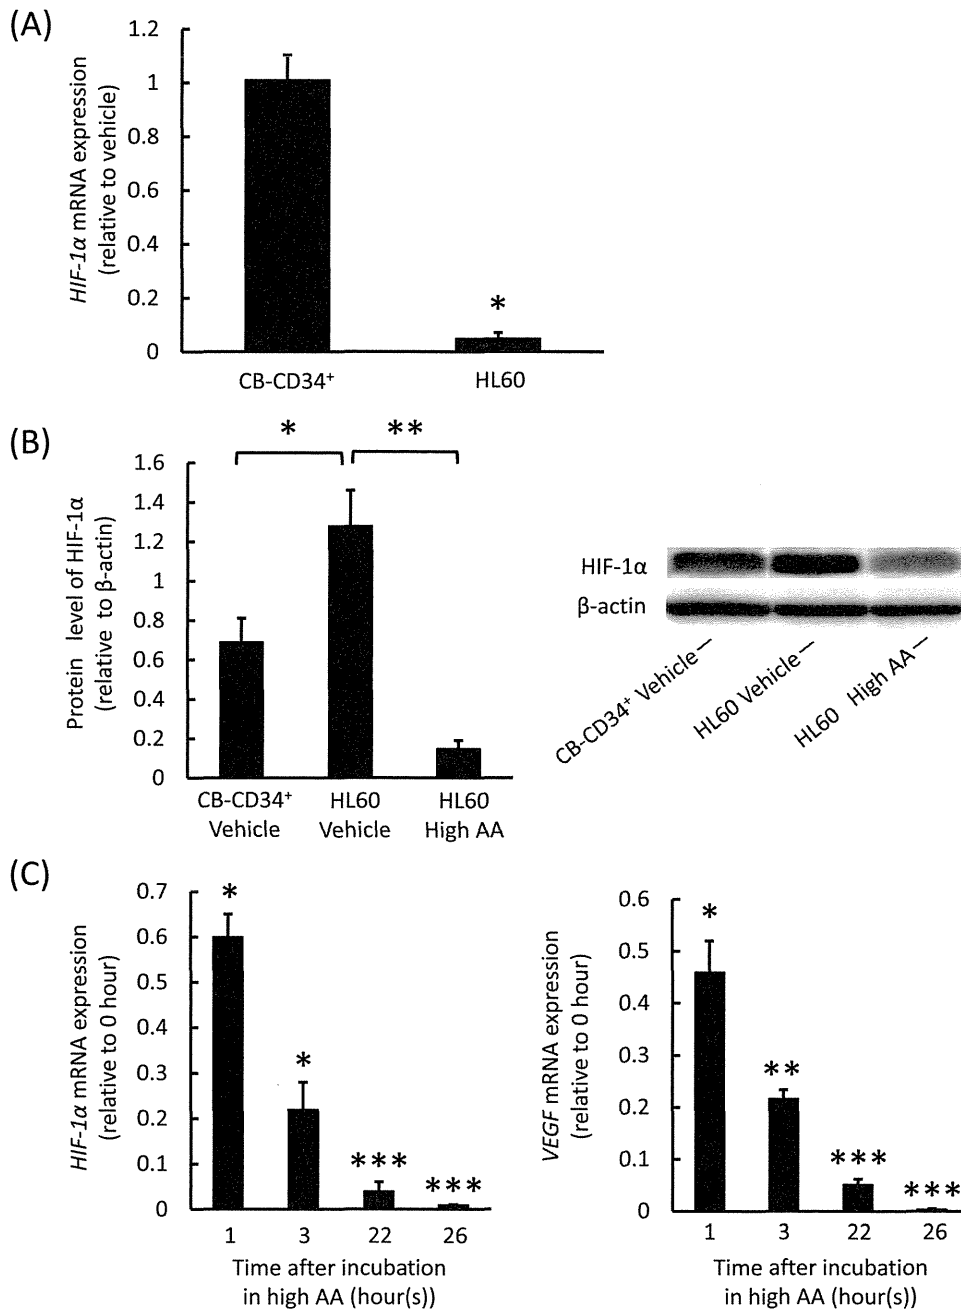 (A)
HIF-1α mRNA expression
(relative to vehicle)
1.2
1
0.8
0.6
0.4
0.2
0
*
CB-CD34⁺
HL60
(B)
Protein level of HIF-1α
(relative to β-actin)
1.6
1.4
1.2
1
0.8
0.6
0.4
0.2
0
*
**
CB-CD34⁺
Vehicle
HL60
Vehicle
HL60
High AA
HIF-1α
β-actin
CB-CD34⁺ Vehicle
HL60 Vehicle
HL60 High AA
(C)
HIF-1α mRNA expression
(relative to 0 hour)
0.7
0.6
0.5
0.4
0.3
0.2
0.1
0
*
*
***
***
1 3 22 26
Time after incubation
in high AA (hour(s))
VEGF mRNA expression
(relative to 0 hour)
0.6
0.5
0.4
0.3
0.2
0.1
0
*
**
***
***
1 3 22 26
Time after incubation
in high AA (hour(s))